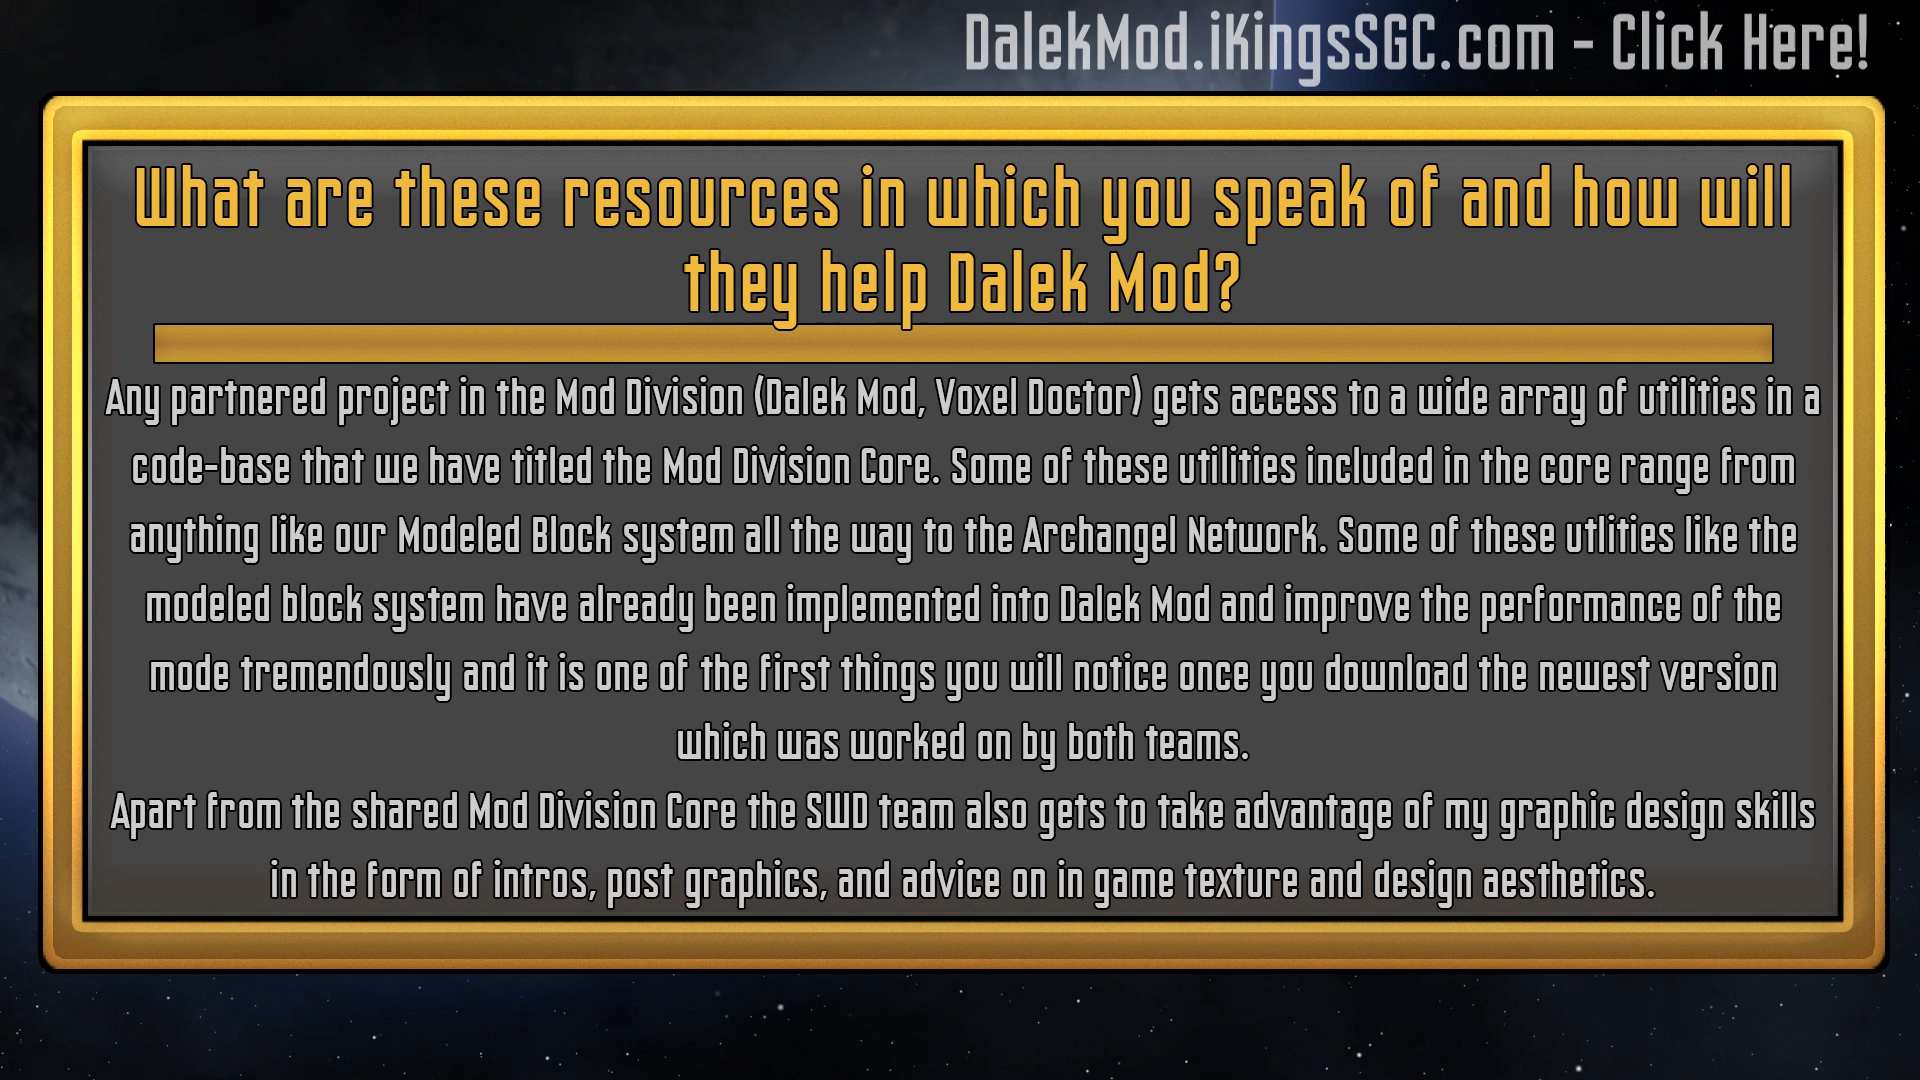 DalekMod.iKingsSGC.com - Click Here!
What are these resources in which you speak of and how will
they help Dalek Mod?
Any partnered project in the Mod Division (Dalek Mod, Voxel Doctor) gets access to a wide array of utilities in a
code-base that we have titled the Mod Division Core. Some of these utilities included in the core range from
anything like our Modeled Block system all the way to the Archangel Network. Some of these utlities like the
modeled block system have already been implemented into Dalek Mod and improve the performance of the
mode tremendously and it is one of the first things you will notice once you download the newest version
which was worked on by both teams.
Apart from the shared Mod Division Core the SWD team also gets to take advantage of my graphic design skills
in the form of intros, post graphics, and advice on in game texture and design aesthetics.